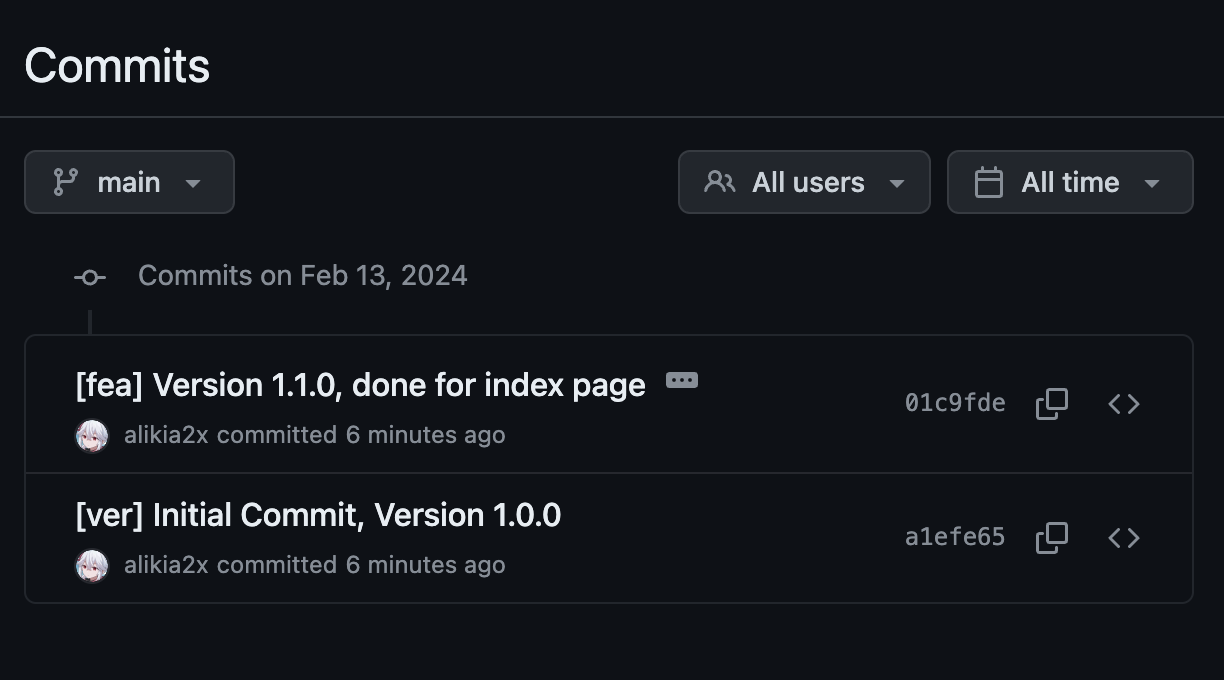 Commits
main
All users
All time
Commits on Feb 13, 2024
[fea] Version 1.1.0, done for index page
01c9fde
alikia2x committed 6 minutes ago
[ver] Initial Commit, Version 1.0.0
a1efe65
alikia2x committed 6 minutes ago